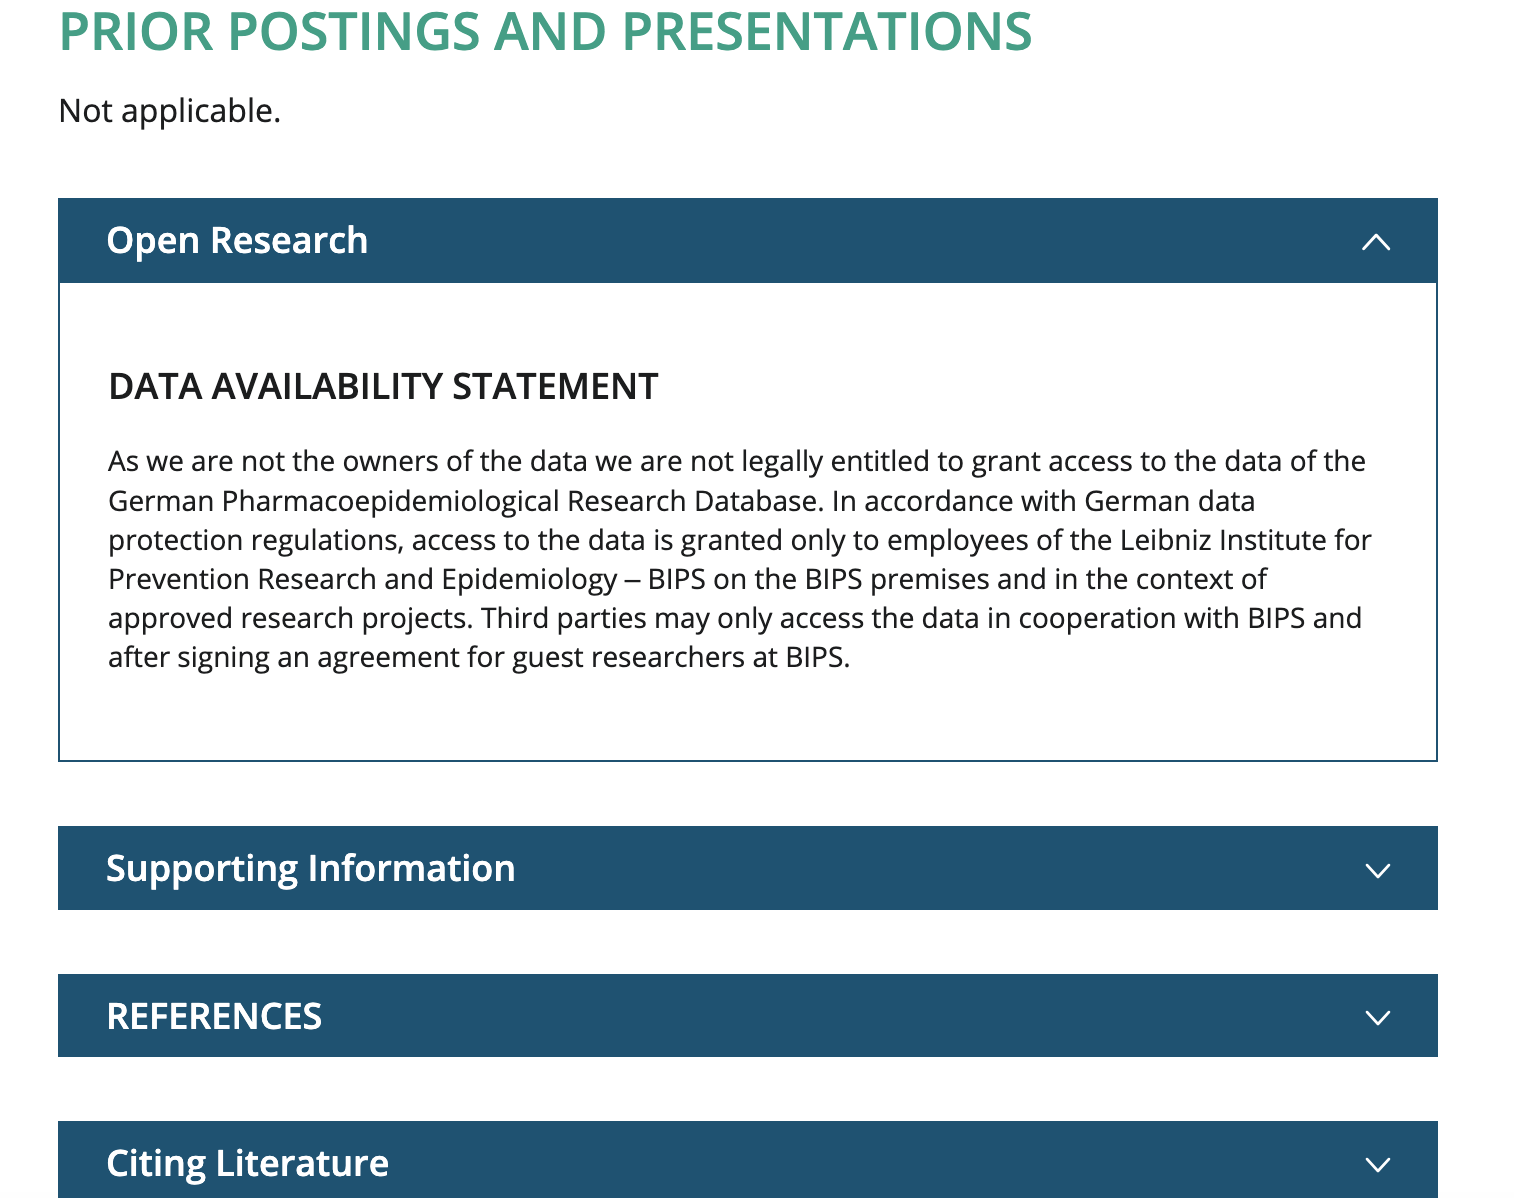 PRIOR POSTINGS AND PRESENTATIONS
Not applicable.
Open Research
DATA AVAILABILITY STATEMENT
As we are not the owners of the data we are not legally entitled to grant access to the data of the
German Pharmacoepidemiological Research Database. In accordance with German data
protection regulations, access to the data is granted only to employees of the Leibniz Institute for
Prevention Research and Epidemiology – BIPS on the BIPS premises and in the context of
approved research projects. Third parties may only access the data in cooperation with BIPS and
after signing an agreement for guest researchers at BIPS.
Supporting Information
REFERENCES
Citing Literature